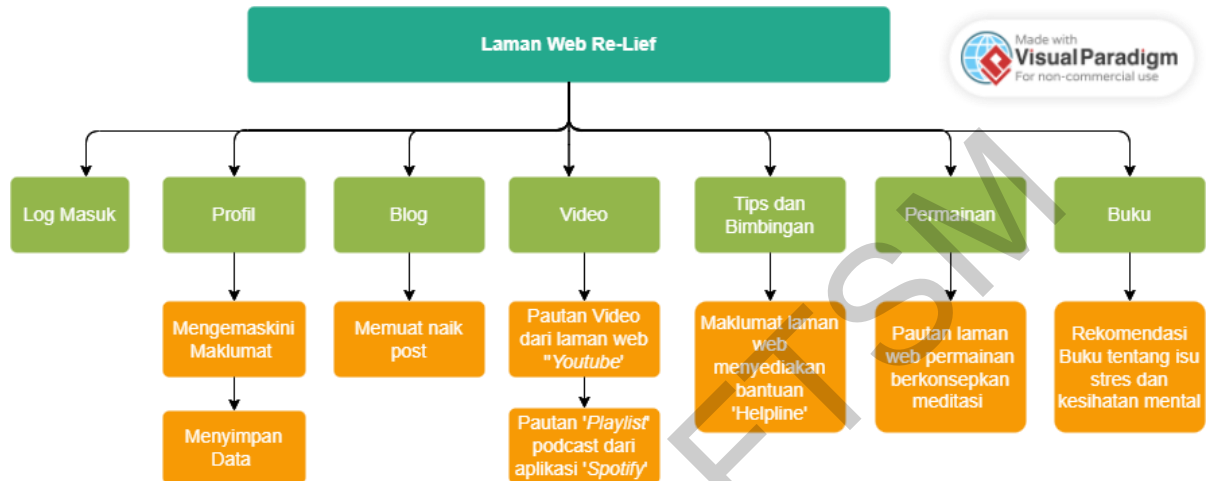 Laman Web Re-Lief
Made with
VisualParadigm
For non-commercial use
Log Masuk
Profil
Blog
Video
Tips dan
Bimbingan
Permainan
Buku
Mengemaskini
Maklumat
Memuat naik
post
Pautan Video
dari laman web
"Youtube'
Maklumat laman
web
menyediakan
bantuan
'Helpline'
Pautan laman
web permainan
berkonsepkan
meditasi
Rekomendasi
Buku tentang isu
stres dan
kesihatan mental
Menyimpan
Data
Pautan 'Playlist'
podcast dari
aplikasi 'Spotify'
FTSM